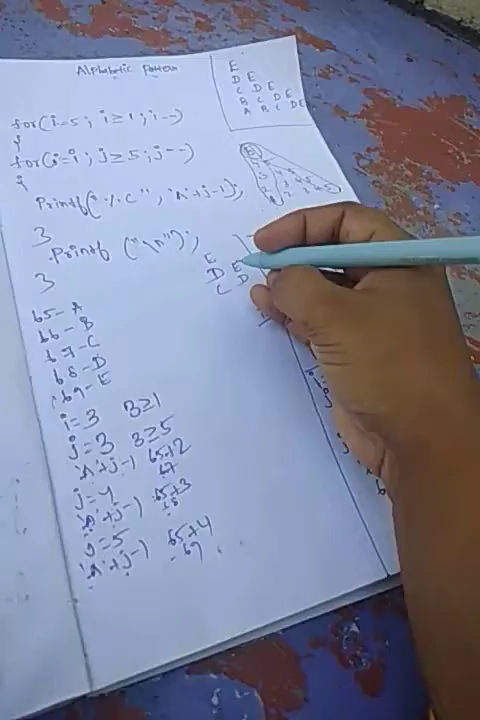 Alphabetic Pattern
E
D E
C D E
B C D E
A B C D E
for(i=5; i≥1; i--)
{
for(j=i; j≥5; j--)
{
Printf("%c", 'A'+j-1);
}
Printf("\n");
}
E
D E
C D
65-A
66-B
67-C
68-D
69-E
i=3 3≥1
j=3 3≥5
'A'+j-1 65+2
67
j=4
'A'+j-1 65+3
68
j=5
'A'+j-1 65+4
- 69